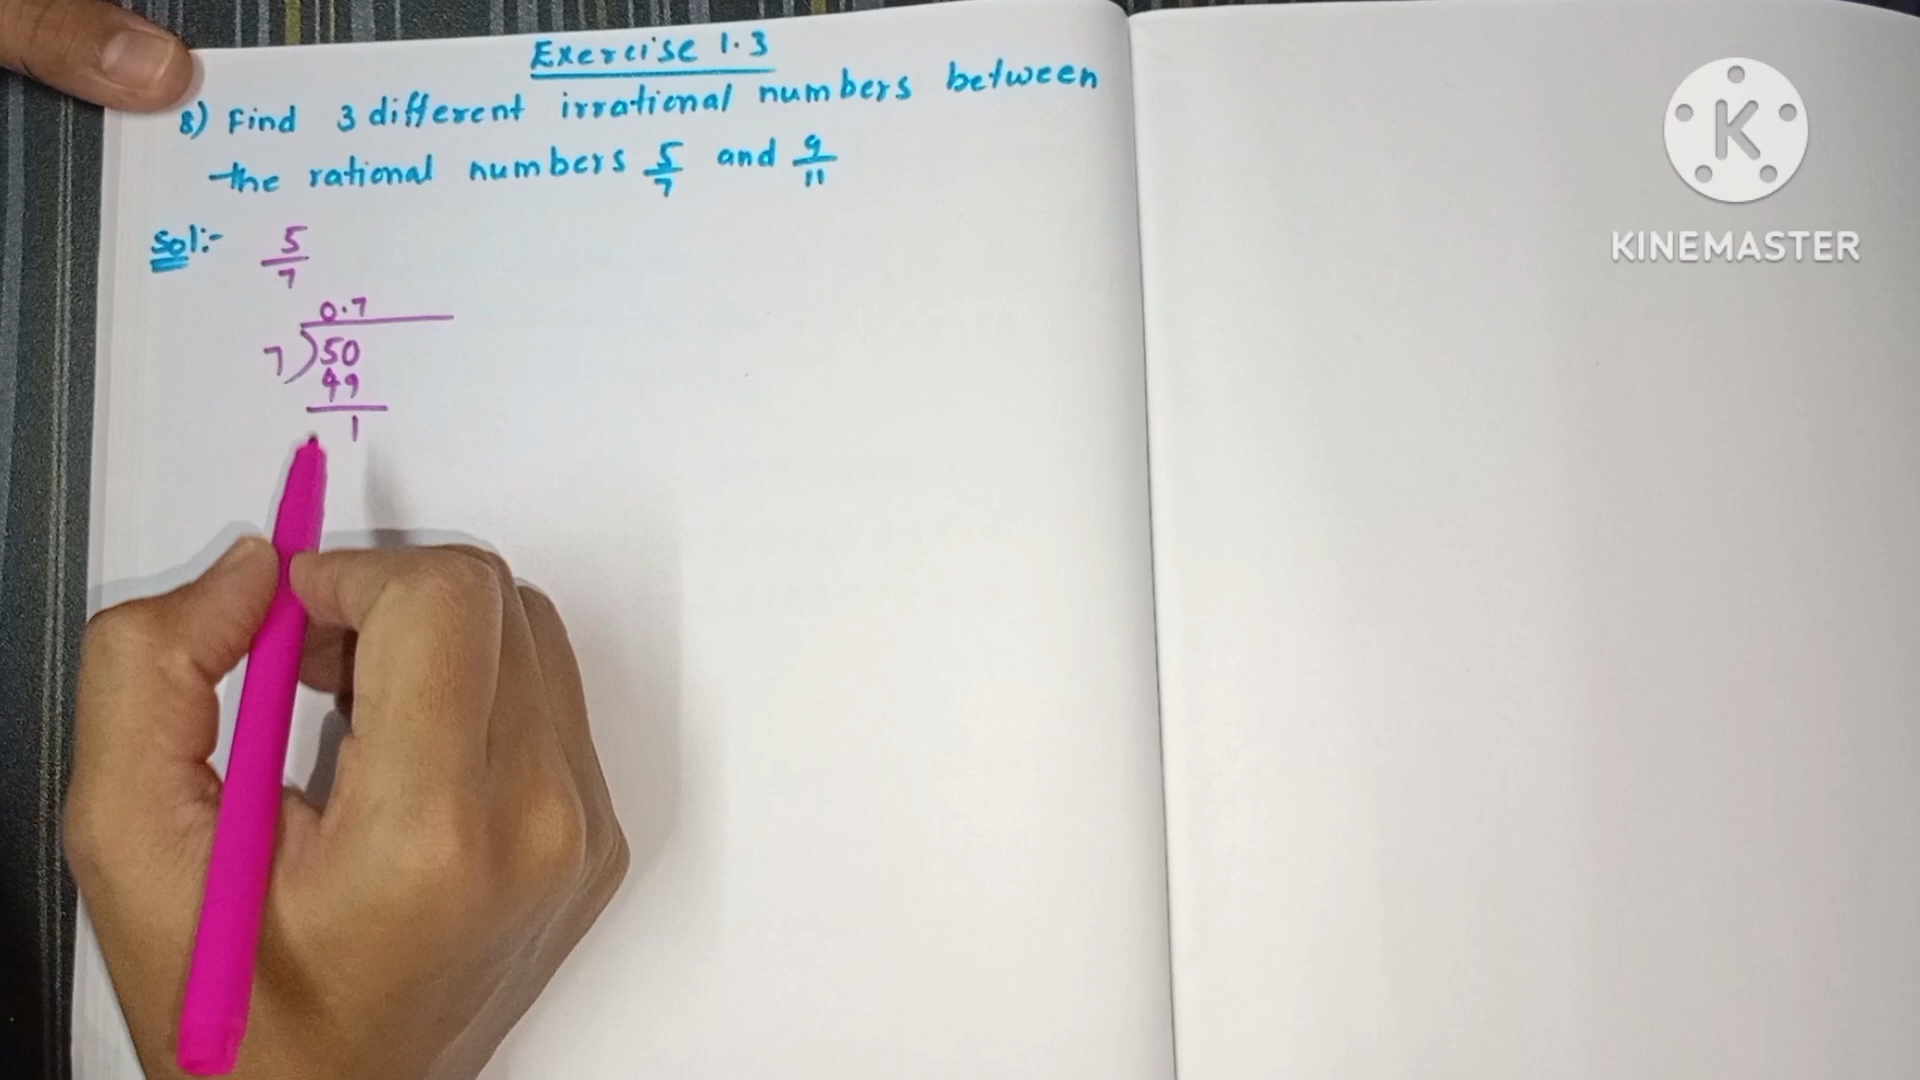 Exercise 1.3
8) Find 3 different irrational numbers between
the rational numbers 5/7 and 9/11
Sol:- 5/7
0.7
7)50
49
1
K
KINEMASTER